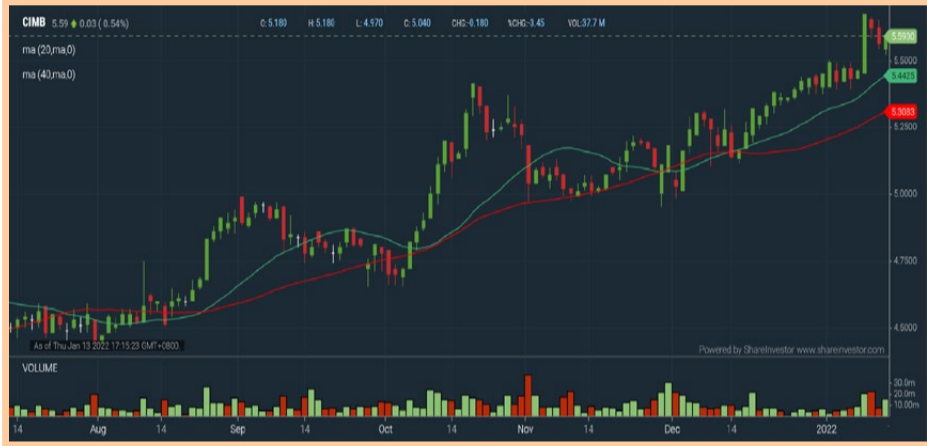 CIMB 5.59 0.03 ( 0.54%) O: 5.180 H: 5.180 L: 4.970 C: 5.040 CHG:-0.180 %CHG:-3.45 VOL:37.7 M
ma (20,ma,0)
ma (40,ma,0)
5.5900
5.5000
5.4425
5.3083
5.2500
5.0000
4.7500
4.5000
As of Thu Jan 13 2022 17:15:23 GMT+0800.
Powered by ShareInvestor www.shareinvestor.com
VOLUME
30.0m
20.0m
10.00m
14 Aug 14 Sep 14 Oct 14 Nov 14 Dec 14 2022